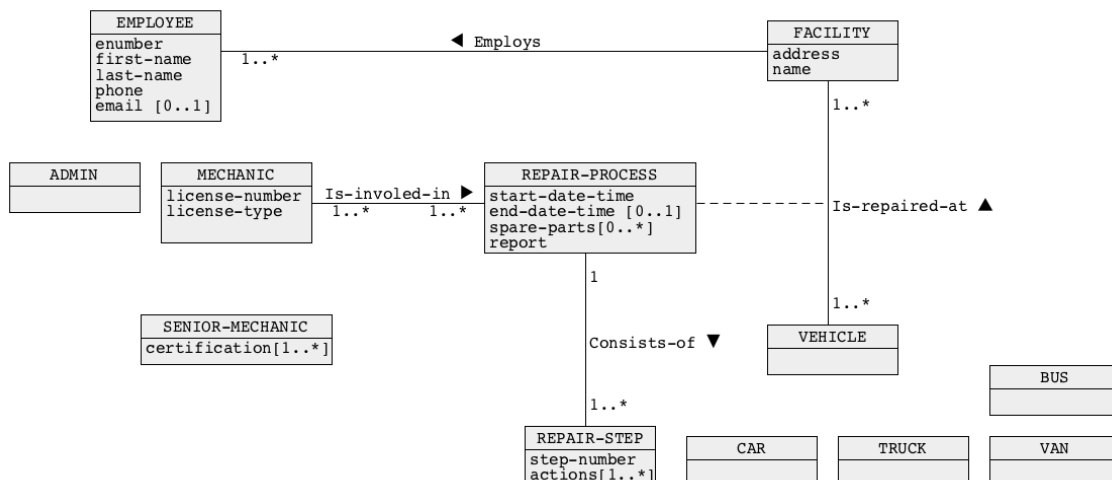 EMPLOYEE
enumber
first-name
last-name
phone
email [0..1]
1..*
◀ Employs
FACILITY
address
name
1..*
ADMIN
MECHANIC
license-number
license-type
Is-involed-in ▶
1..* 1..*
REPAIR-PROCESS
start-date-time
end-date-time [0..1]
spare-parts[0..*]
report
Is-repaired-at ▲
1
1..*
SENIOR-MECHANIC
certification[1..*]
Consists-of ▼
VEHICLE
1..*
REPAIR-STEP
step-number
actions[1..*]
CAR
TRUCK
BUS
VAN